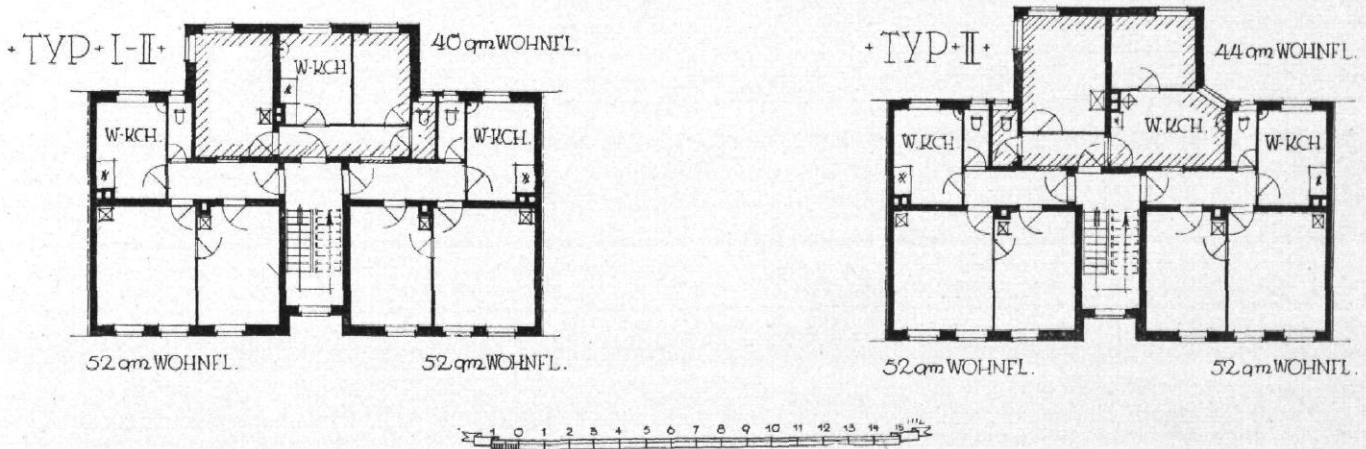 + TYP + I-II +
40 qm WOHNFL.
W-KCH
W-KCH.
W-KCH.
52 qm WOHNFL.
52 qm WOHNFL.
+ TYP + II +
44 qm WOHNFL.
W.KCH.
W.KCH
W-KCH.
52 qm WOHNFL.
52 qm WOHNFL.
1 0 1 2 3 4 5 6 7 8 9 10 11 12 13 14 15 mtr